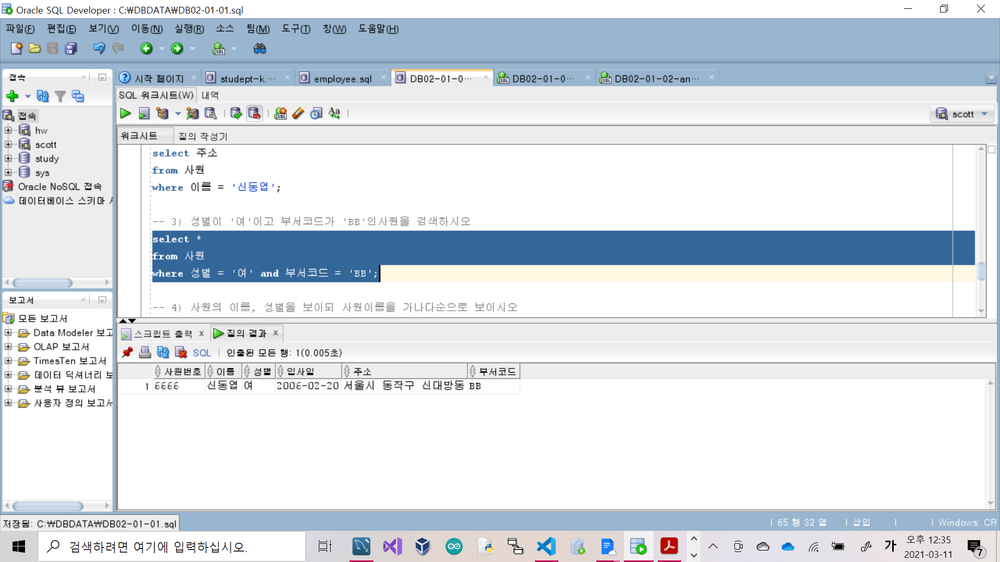 Oracle SQL Developer : C:₩DBDATA₩DB02-01-01.sql
파일(F) 편집(E) 보기(V) 이동(N) 실행(R) 소스 팀(M) 도구(T) 창(W) 도움말(H)
접속
시작 페이지 studept-k.... employee.sql DB02-01-0... DB02-01-0... DB02-01-02-an...
SQL 워크시트(W) 내역
scott
워크시트 질의 작성기
접속
hw
scott
study
sys
Oracle NoSQL 접속
데이터베이스 스키마
select 주소
from 사원
where 이름 = '신동엽';
-- 3) 성별이 '여'이고 부서코드가 'BB'인사원을 검색하시오
select *
from 사원
where 성별 = '여' and 부서코드 = 'BB';
-- 4) 사원의 이름, 성별을 보이되 사원이름을 가나다순으로 보이시오
보고서
모든 보고서
Data Modeler 보고
OLAP 보고서
TimesTen 보고서
데이터 딕셔너리 보
분석 뷰 보고서
사용자 정의 보고서
스크립트 출력 질의 결과
SQL 인출된 모든 행: 1(0.005초)
사원번호 이름 성별 입사일 주소 부서코드
1 6666 신동엽 여 2006-02-20 서울시 동작구 신대방동 BB
저장됨: C:₩DBDATA₩DB02-01-01.sql
65 행 32 열 산입 Windows: CR
검색하려면 여기에 입력하십시오.
가 오후 12:35
2021-03-11
7